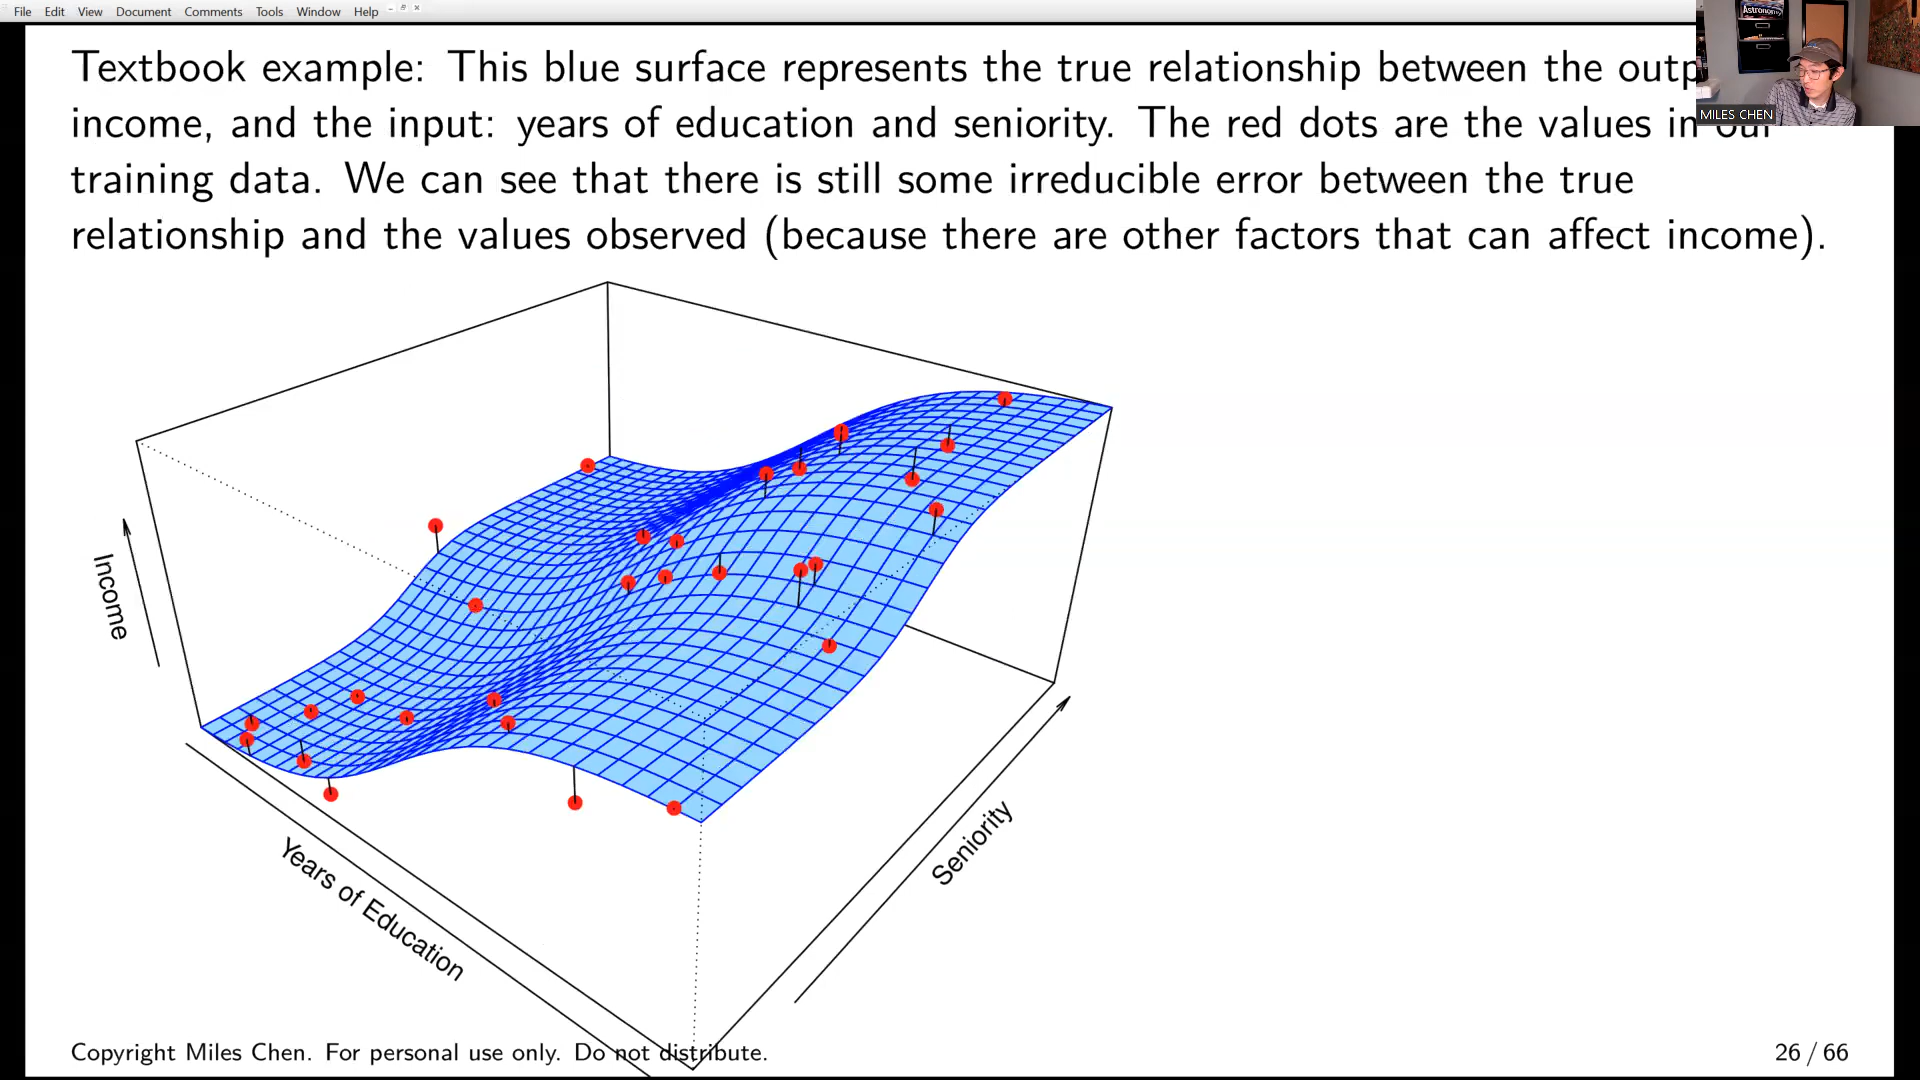 File Edit View Document Comments Tools Window Help
Astronomy
MILES CHEN
Textbook example: This blue surface represents the true relationship between the
income, and the input: years of education and seniority. The red dots are the values in our
training data. We can see that there is still some irreducible error between the true
relationship and the values observed (because there are other factors that can affect income).
Income
Years of Education
Seniority
Copyright Miles Chen. For personal use only. Do not distribute.
26 / 66